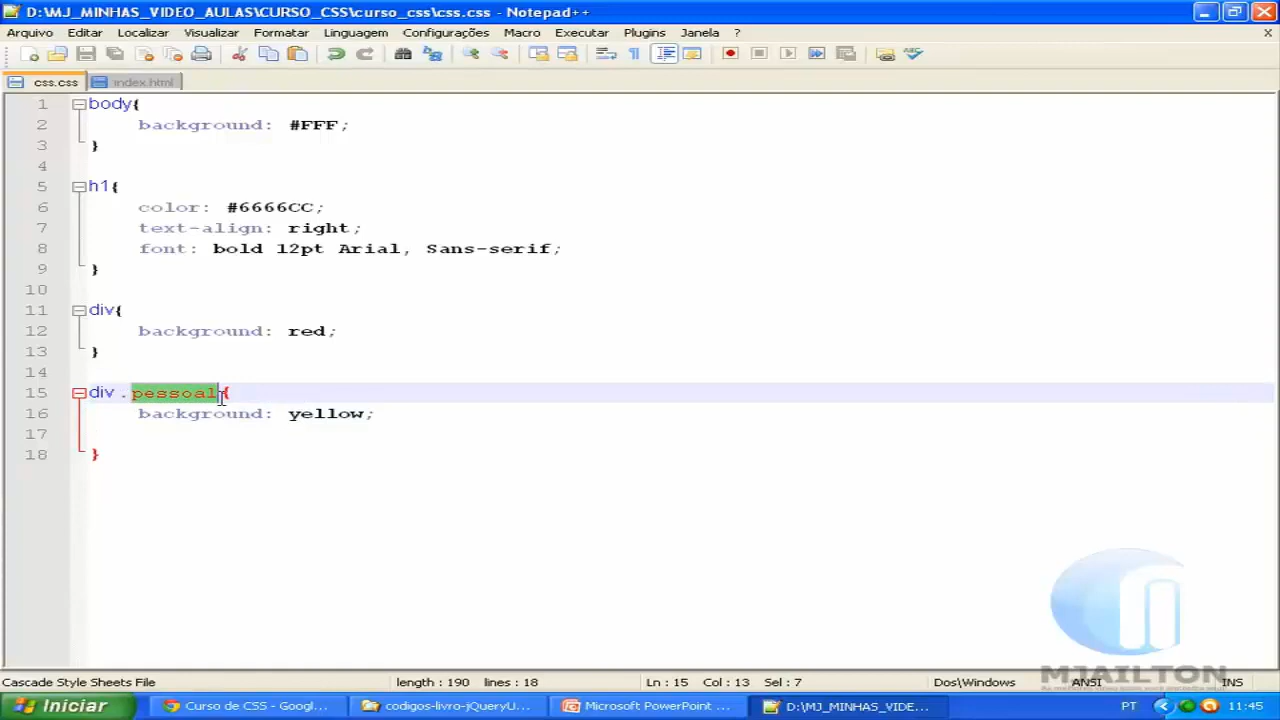 D:\MJ_MINHAS_VIDEO_AULAS\CURSO_CSS\curso_css\css.css - Notepad++
Arquivo Editar Localizar Visualizar Formatar Linguagem Configurações Macro Executar Plugins Janela ? X
css.css index.html
1 body{
2 background: #FFF;
3 }
4
5 h1{
6 color: #6666CC;
7 text-align: right;
8 font: bold 12pt Arial, Sans-serif;
9 }
10
11 div{
12 background: red;
13 }
14
15 div .pessoal{
16 background: yellow;
17
18 }
MJAILTON
Cascade Style Sheets File length : 190 lines : 18 Ln : 15 Col : 13 Sel : 7 Dos\Windows ANSI INS
Iniciar Curso de CSS - Googl... codigos-livro-jQueryU... Microsoft PowerPoint ... D:\MJ_MINHAS_VIDE... PT 11:45